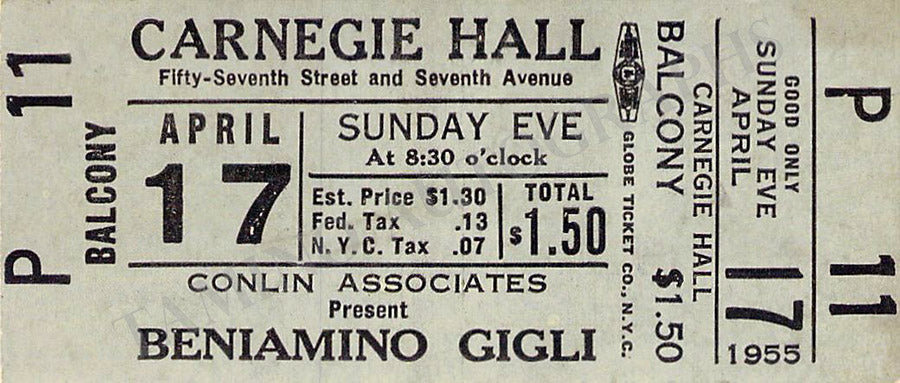 P 11
BALCONY
CARNEGIE HALL
Fifty-Seventh Street and Seventh Avenue
APRIL
17
SUNDAY EVE
At 8:30 o'clock
Est. Price $1.30
Fed. Tax .13
N.Y.C. Tax .07
TOTAL
$1.50
CONLIN ASSOCIATES
Present
BENIAMINO GIGLI
GLOBE TICKET CO., N.Y.C.
BALCONY $1.50
CARNEGIE HALL
GOOD ONLY
SUNDAY EVE
APRIL
17
1955
P 11
TAMINO AUTOGRAPHS